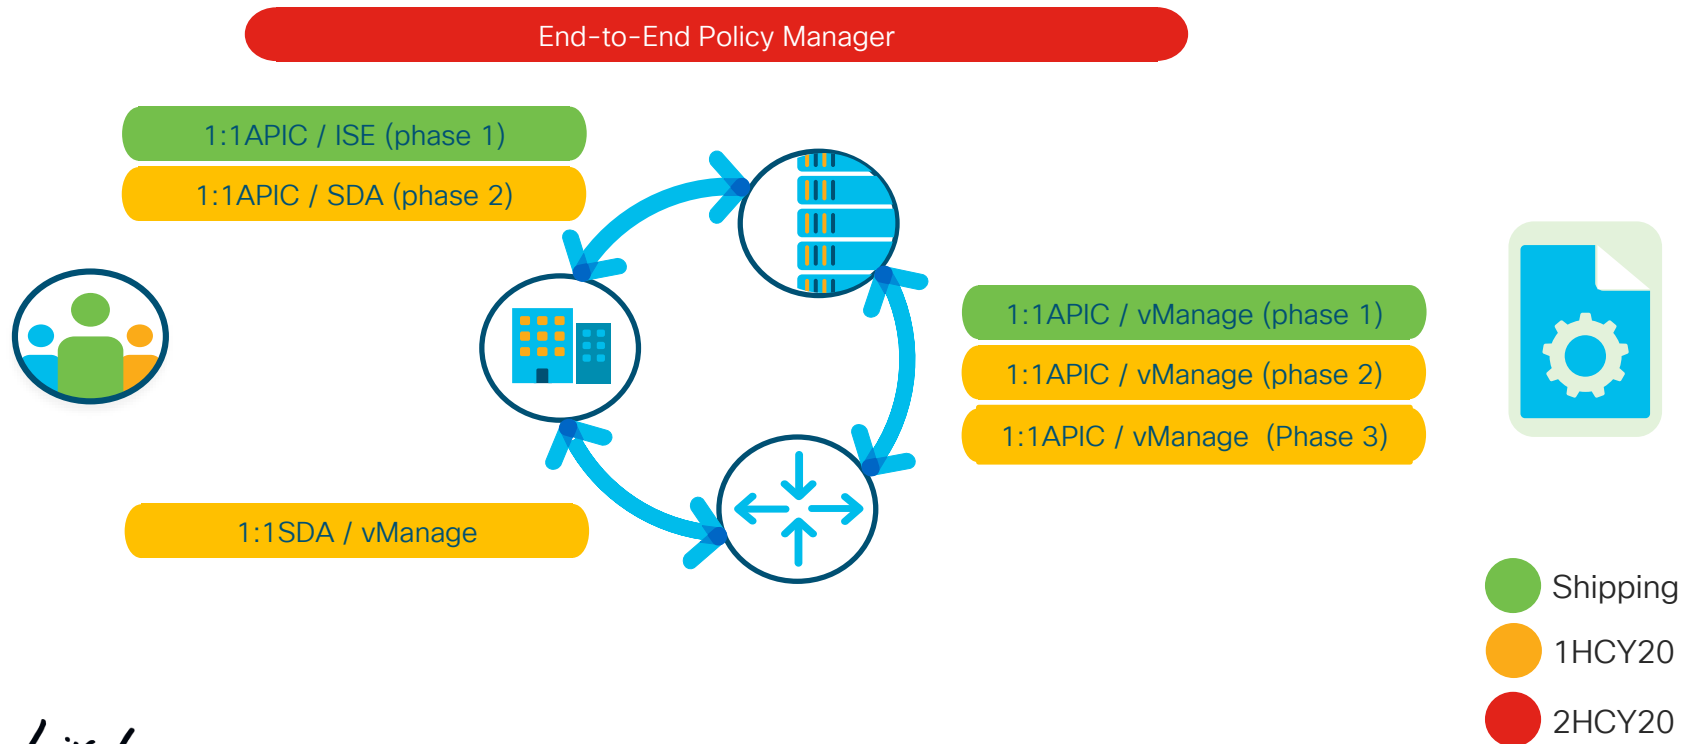 End-to-End Policy Manager
1:1APIC / ISE (phase 1)
1:1APIC / SDA (phase 2)
1:1APIC / vManage (phase 1)
1:1APIC / vManage (phase 2)
1:1APIC / vManage (Phase 3)
1:1SDA / vManage
Shipping
1HCY20
2HCY20